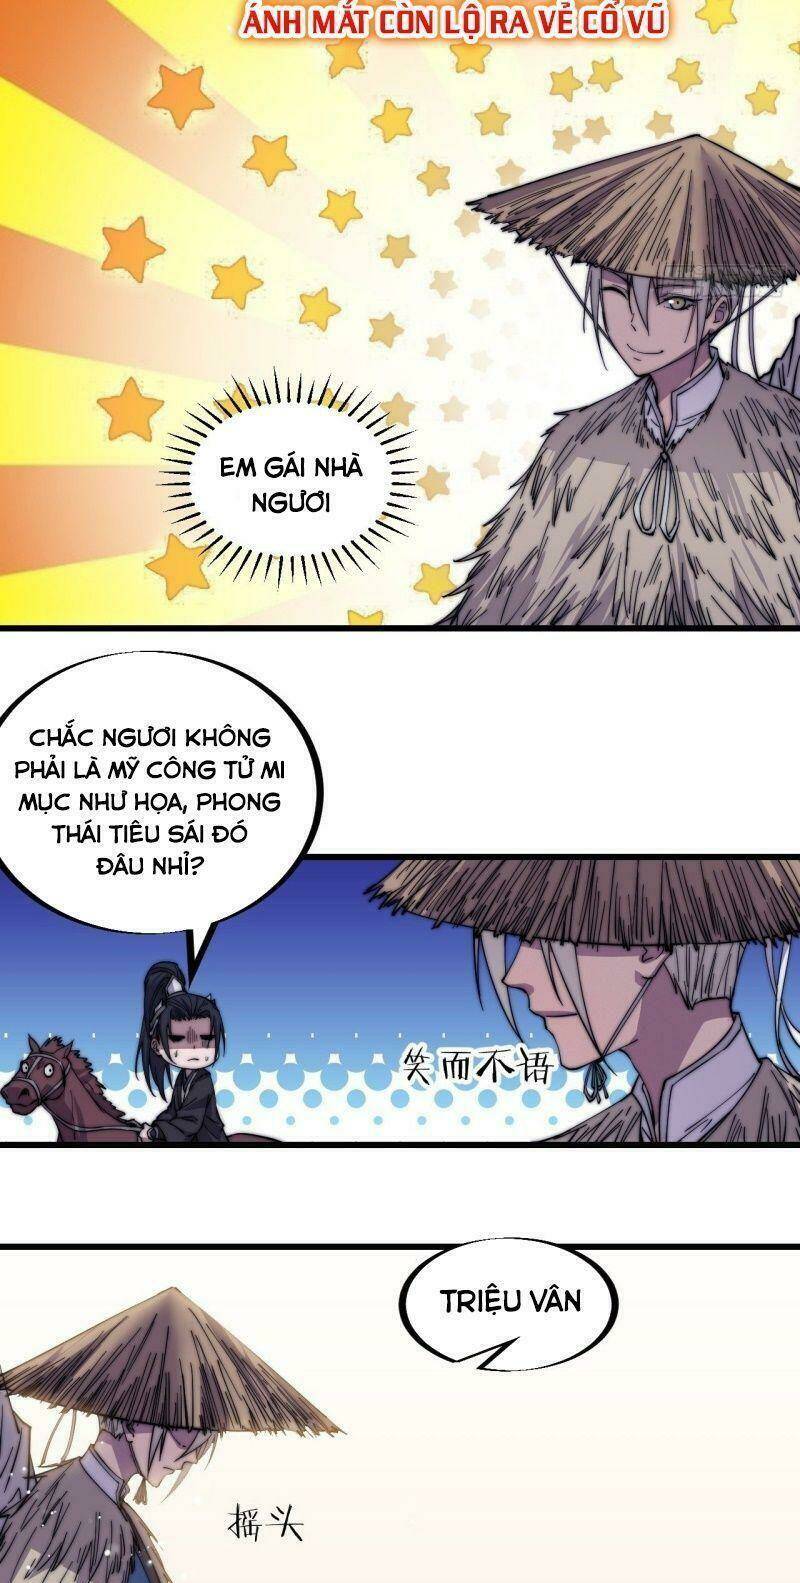 ÁNH MẮT CÒN LỘ RA VẺ CỔ VŨ
EM GÁI NHÀ
NGƯƠI
CHẮC NGƯƠI KHÔNG
PHẢI LÀ MỸ CÔNG TỬ MI
MỤC NHƯ HỌA, PHONG
THÁI TIÊU SÁI ĐÓ
ĐÂU NHỈ?
笑而不语
TRIỆU VÂN
摇头